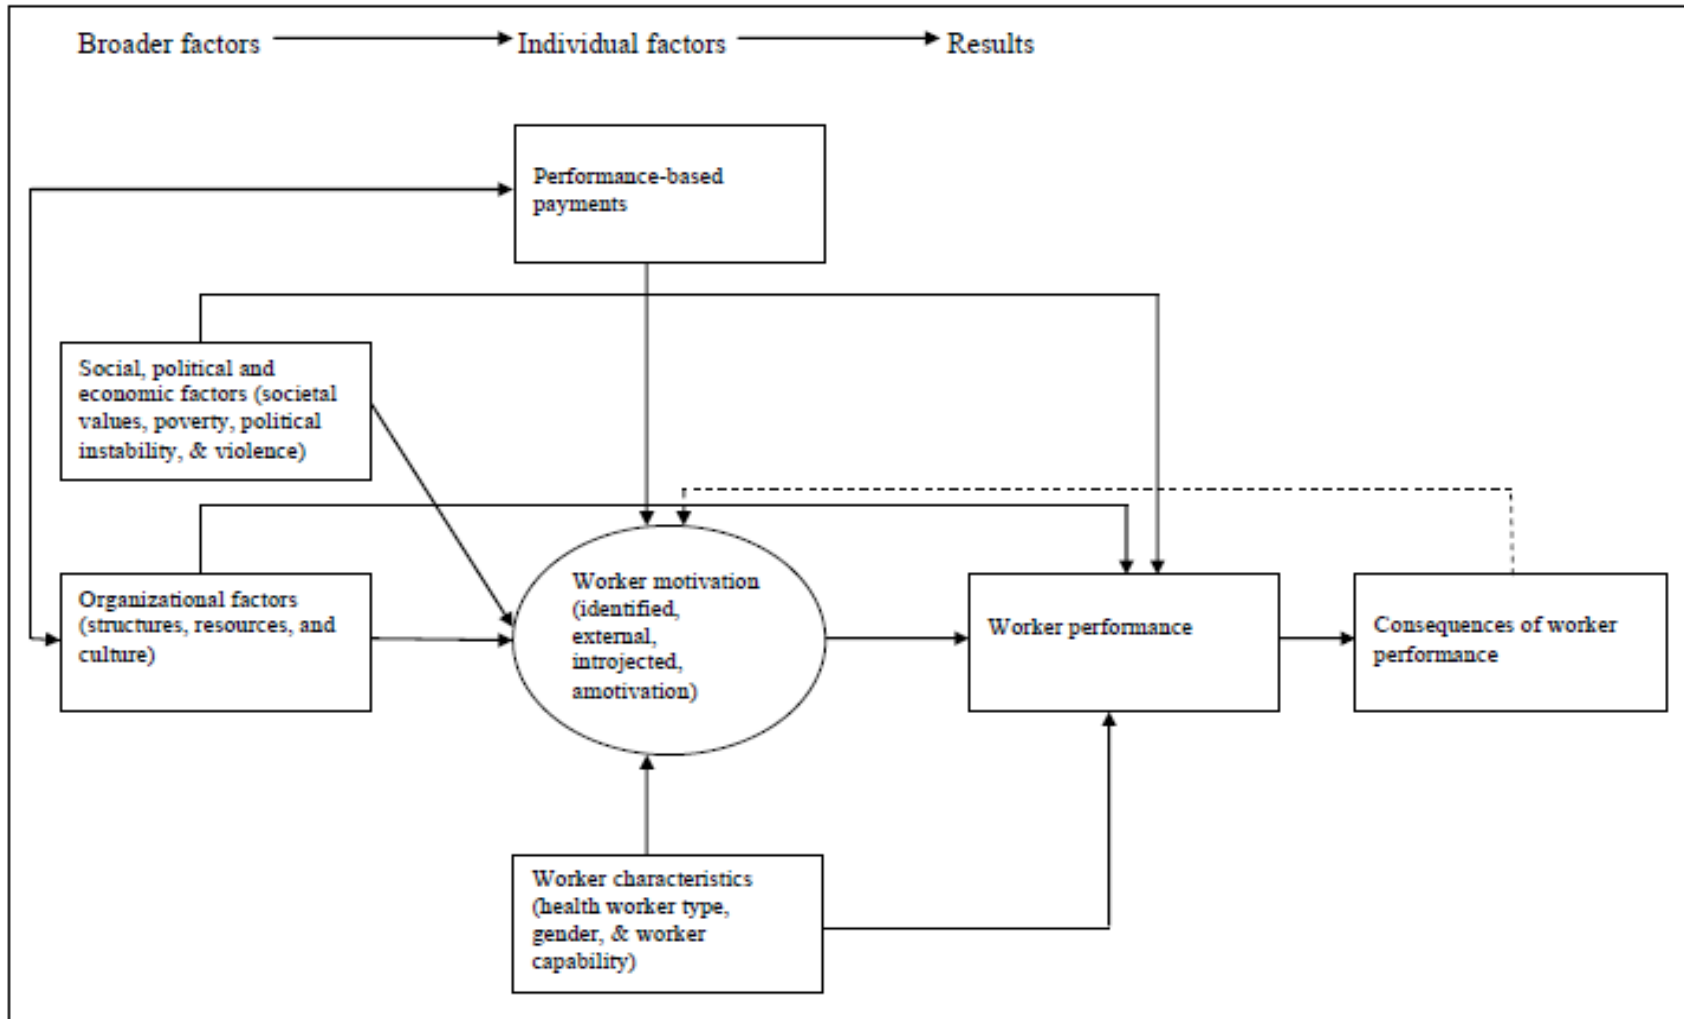 Broader factors
Individual factors
Results
Performance-based
payments
Social, political and
economic factors (societal
values, poverty, political
instability, & violence)
Organizational factors
(structures, resources, and
culture)
Worker motivation
(identified,
external,
introjected,
amotivation)
Worker performance
Consequences of worker
performance
Worker characteristics
(health worker type,
gender, & worker
capability)